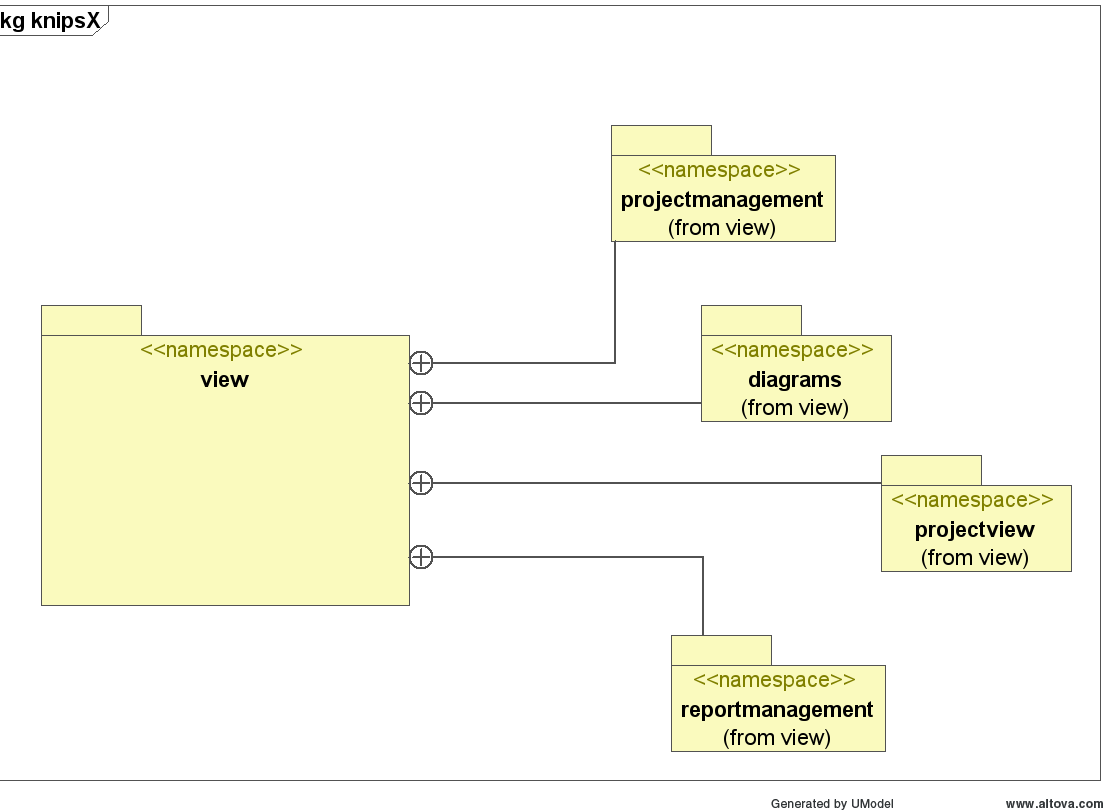 kg knipsX
<<namespace>>
projectmanagement
(from view)
<<namespace>>
view
<<namespace>>
diagrams
(from view)
<<namespace>>
projectview
(from view)
<<namespace>>
reportmanagement
(from view)
Generated by UModel
www.altova.com